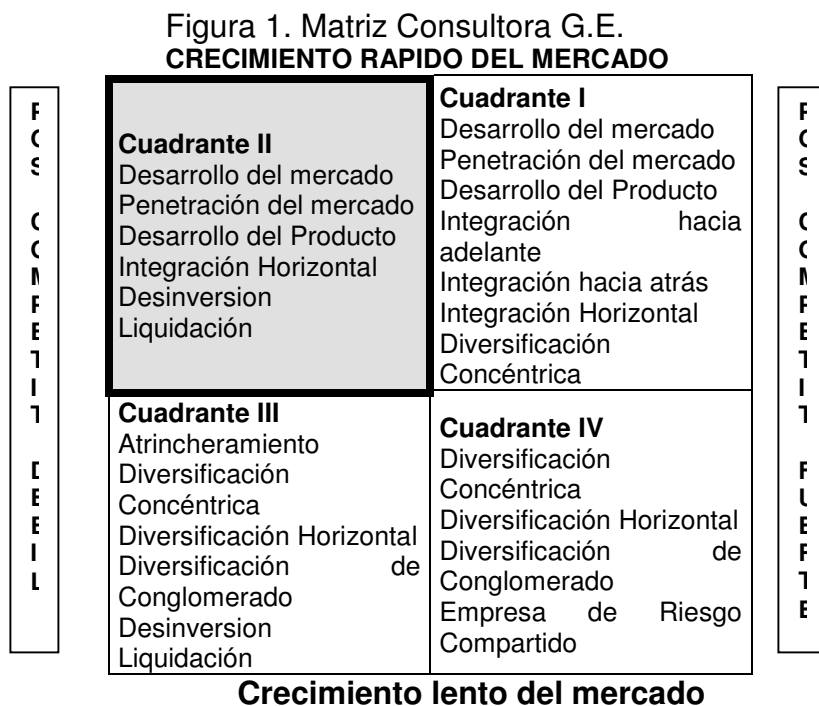 Figura 1. Matriz Consultora G.E.
CRECIMIENTO RAPIDO DEL MERCADO
Cuadrante II
Desarrollo del mercado
Penetración del mercado
Desarrollo del Producto
Integración Horizontal
Desinversion
Liquidación
Cuadrante I
Desarrollo del mercado
Penetración del mercado
Desarrollo del Producto
Integración hacia
adelante
Integración hacia atrás
Integración Horizontal
Diversificación
Concéntrica
Cuadrante III
Atrincheramiento
Diversificación
Concéntrica
Diversificación Horizontal
Diversificación de
Conglomerado
Desinversion
Liquidación
Cuadrante IV
Diversificación
Concéntrica
Diversificación Horizontal
Diversificación de
Conglomerado
Empresa de Riesgo
Compartido
Crecimiento lento del mercado